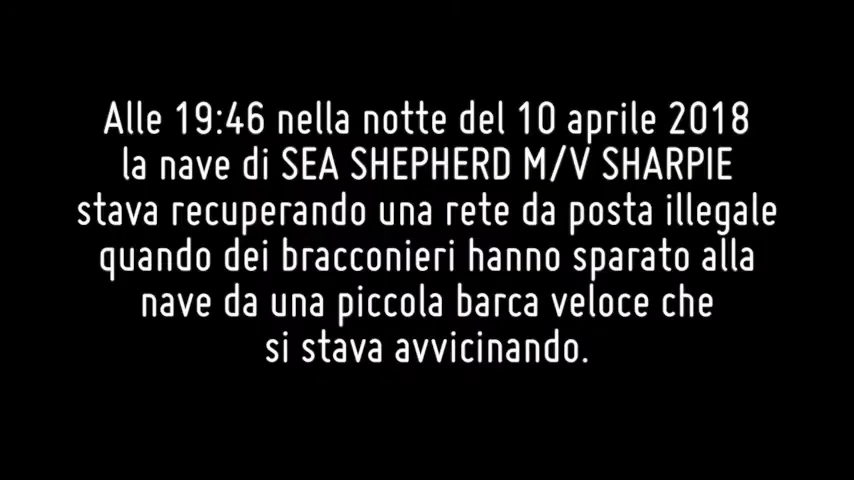 Alle 19:46 nella notte del 10 aprile 2018
la nave di SEA SHEPHERD M/V SHARPIE
stava recuperando una rete da posta illegale
quando dei bracconieri hanno sparato alla
nave da una piccola barca veloce che
si stava avvicinando.